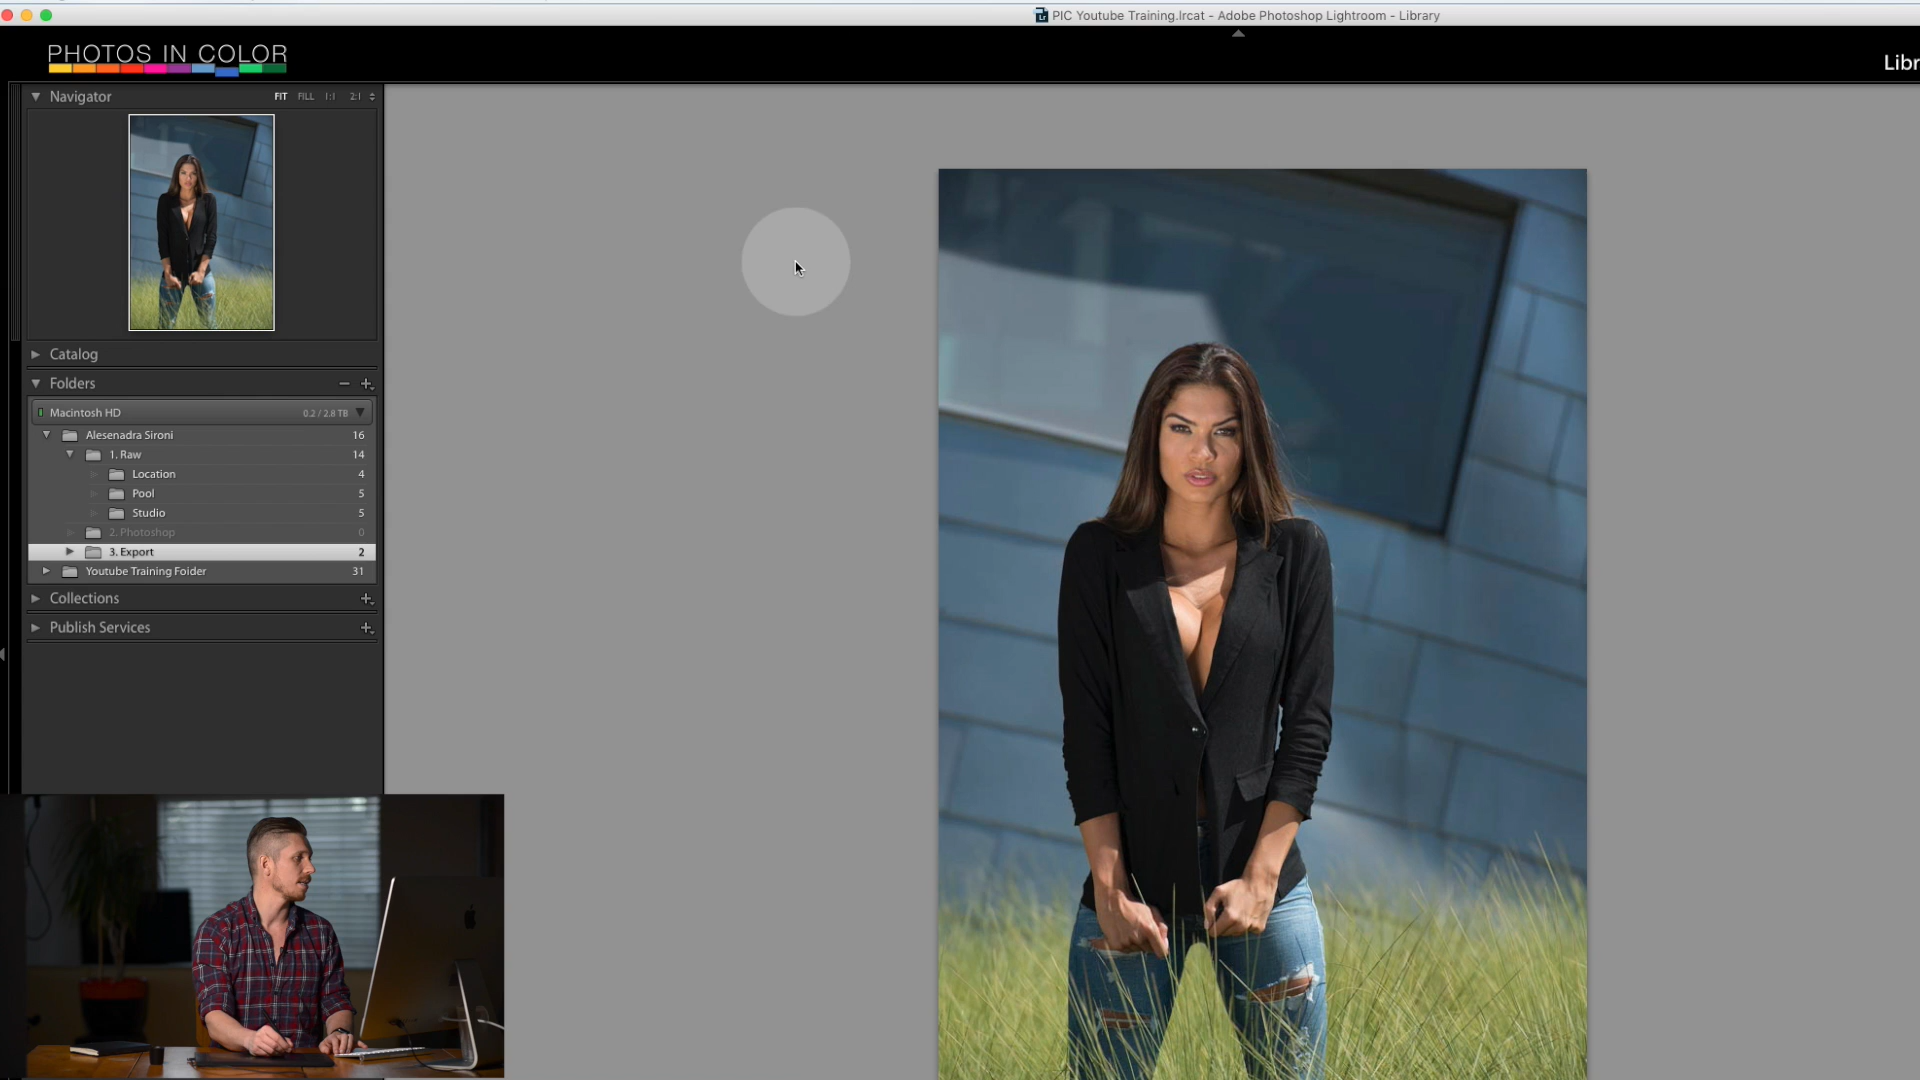 PIC Youtube Training.lrcat - Adobe Photoshop Lightroom - Library
PHOTOS IN COLOR
Libr
Navigator FIT FILL 1:1 2:1
Catalog
Folders
Macintosh HD 0.2 / 2.8 TB
Alesenadra Sironi 16
1. Raw 14
Location 4
Pool 5
Studio 5
2. Photoshop 0
3. Export 2
Youtube Training Folder 31
Collections
Publish Services